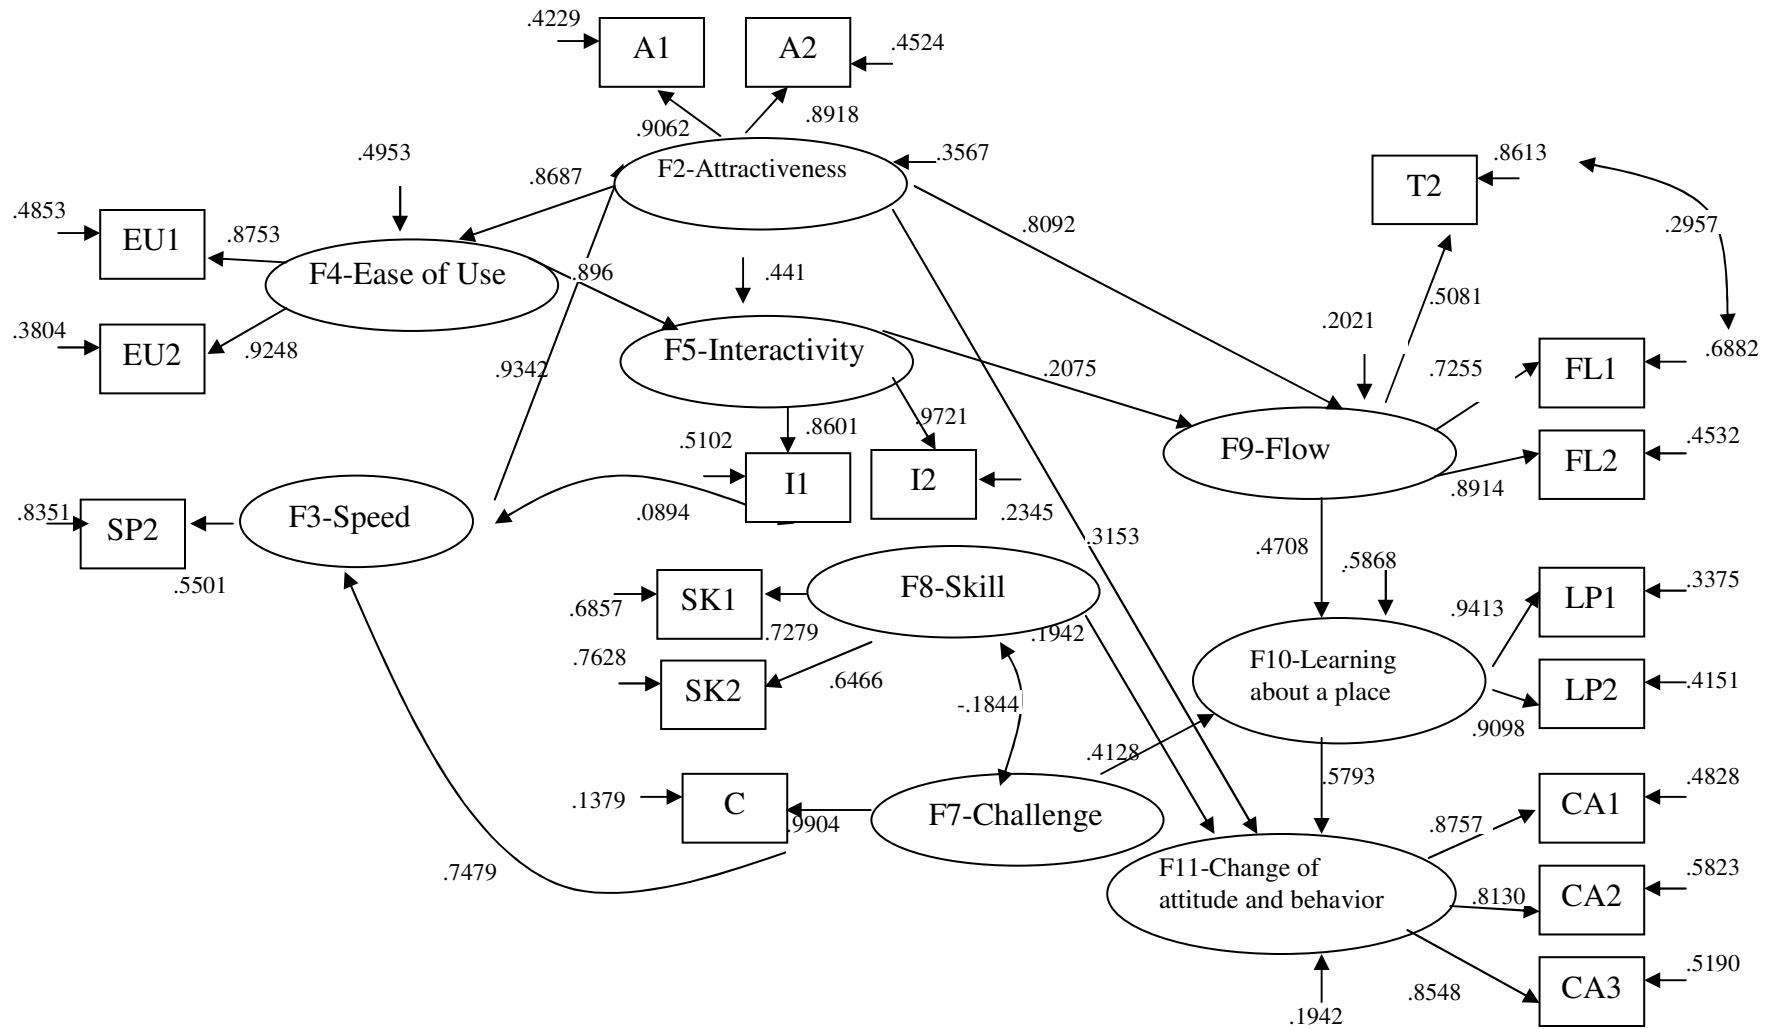 .4229
A1
A2
.4524
.9062
.8918
.4953
.8687
F2-Attractiveness
.3567
.8613
T2
.2957
.4853
EU1
.8753
F4-Ease of Use
.896
.441
.8092
.5081
.3804
EU2
.9248
F5-Interactivity
.2021
.6882
.9342
.2075
.7255
FL1
.8601
.9721
.5102
I1
I2
F9-Flow
.4532
FL2
.8914
.8351
SP2
F3-Speed
.0894
.2345
.3153
.4708
.5868
.5501
.6857
SK1
F8-Skill
.7279
.1942
.9413
LP1
.3375
.7628
SK2
.6466
F10-Learning
about a place
LP2
.4151
-.1844
.9098
.4128
.5793
.1379
C
.9904
F7-Challenge
.4828
CA1
.8757
.7479
F11-Change of
attitude and behavior
.5823
CA2
.8130
.5190
CA3
.8548
.1942